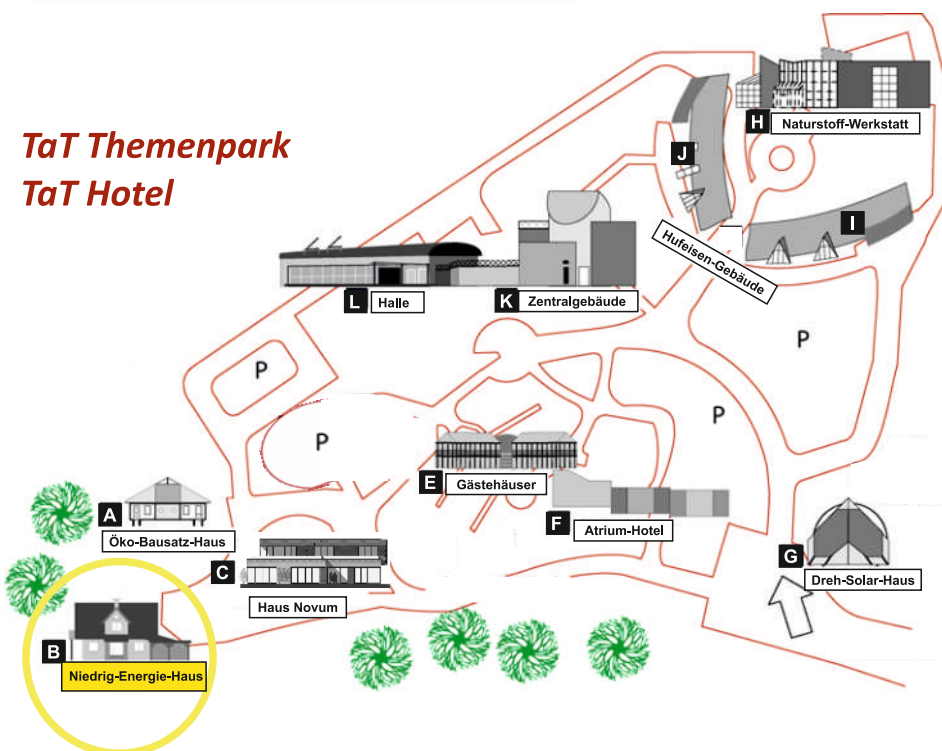 TaT Themenpark
TaT Hotel
H Naturstoff-Werkstatt
J
I
Hufeisen-Gebäude
L Halle
K Zentralgebäude
P
P
P
P
E Gästehäuser
F Atrium-Hotel
A
Öko-Bausatz-Haus
C
Haus Novum
G
Dreh-Solar-Haus
B
Niedrig-Energie-Haus